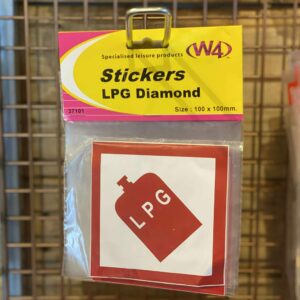 Specialised leisure products
W4
Stickers
LPG Diamond
37101
Size : 100 x 100mm.
LPG